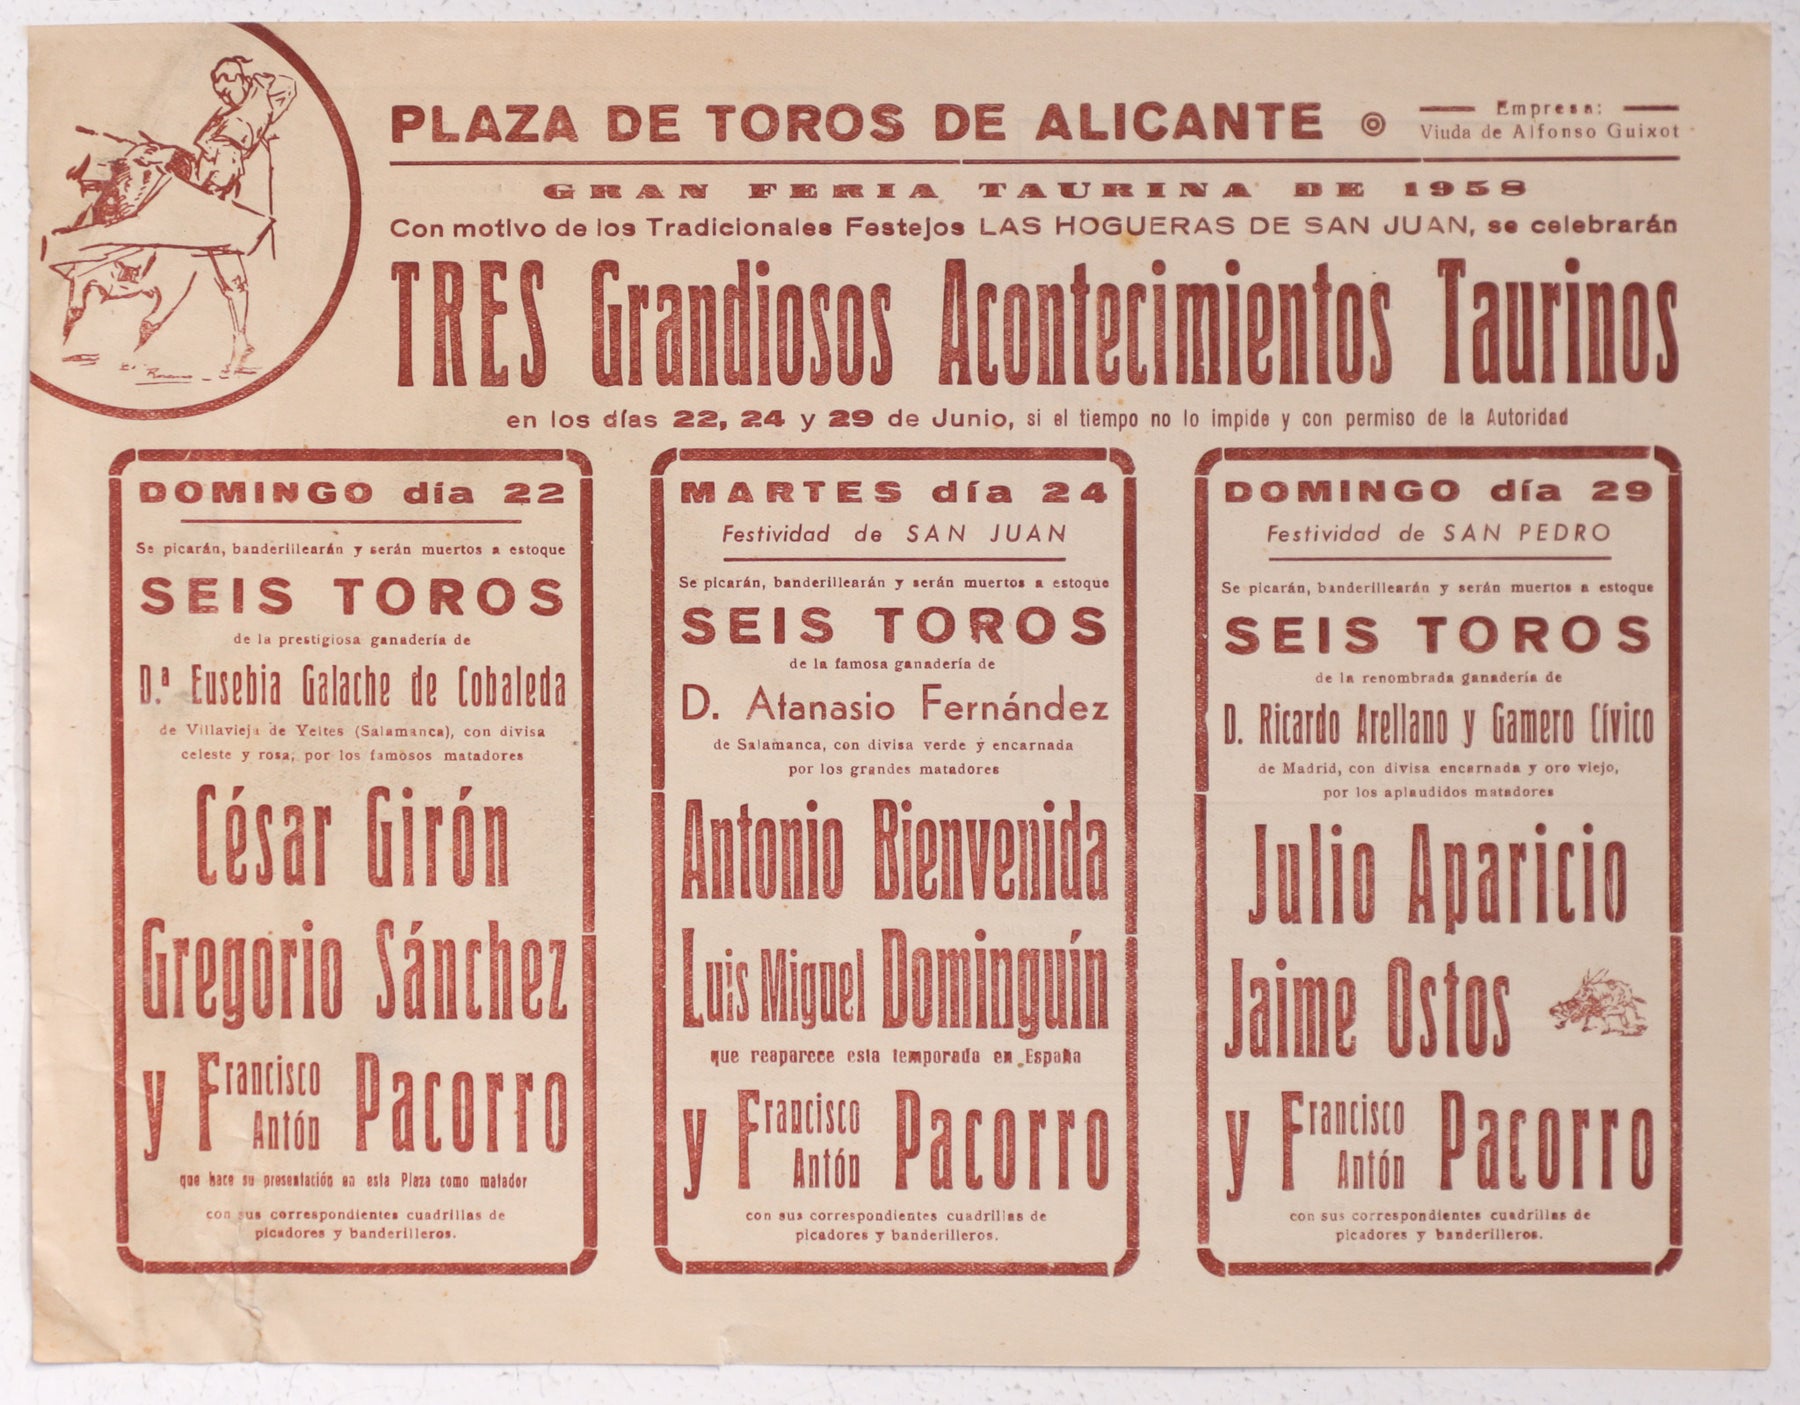 PLAZA DE TOROS DE ALICANTE
Empresa:
Viuda de Alfonso Guixot
GRAN FERIA TAURINA DE 1958
Con motivo de los Tradicionales Festejos LAS HOGUERAS DE SAN JUAN, se celebrarán
TRES Grandiosos Acontecimientos Taurinos
en los días 22, 24 y 29 de Junio, si el tiempo no lo impide y con permiso de la Autoridad
DOMINGO día 22
Se picarán, banderillearán y serán muertos a estoque
SEIS TOROS
de la prestigiosa ganadería de
D.ª Eusebia Galache de Cobaleda
de Villavieja de Yeltes (Salamanca), con divisa
celeste y rosa, por los famosos matadores
César Girón
Gregorio Sánchez
y Francisco Antón Pacorro
que hace su presentación en esta Plaza como matador
con sus correspondientes cuadrillas de
picadores y banderilleros.
MARTES día 24
Festividad de SAN JUAN
Se picarán, banderillearán y serán muertos a estoque
SEIS TOROS
de la famosa ganadería de
D. Atanasio Fernández
de Salamanca, con divisa verde y encarnada
por los grandes matadores
Antonio Bienvenida
Luis Miguel Dominguín
que reaparece esta temporada en España
y Francisco Antón Pacorro
con sus correspondientes cuadrillas de
picadores y banderilleros.
DOMINGO día 29
Festividad de SAN PEDRO
Se picarán, banderillearán y serán muertos a estoque
SEIS TOROS
de la renombrada ganadería de
D. Ricardo Arellano y Gamero Cívico
de Madrid, con divisa encarnada y oro viejo,
por los aplaudidos matadores
Julio Aparicio
Jaime Ostos
y Francisco Antón Pacorro
con sus correspondientes cuadrillas de
picadores y banderilleros.